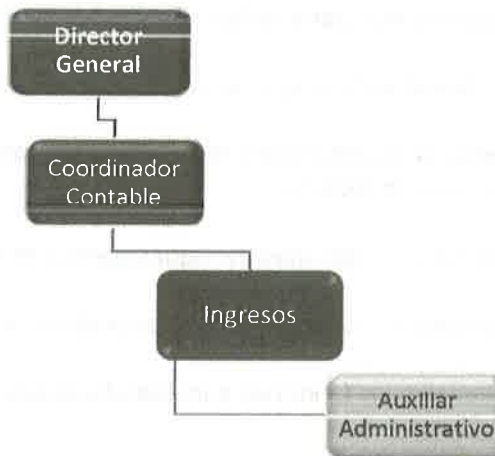 Director
General
Coordinador
Contable
Ingresos
Auxiliar
Administrativo